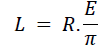 L = R. E/π